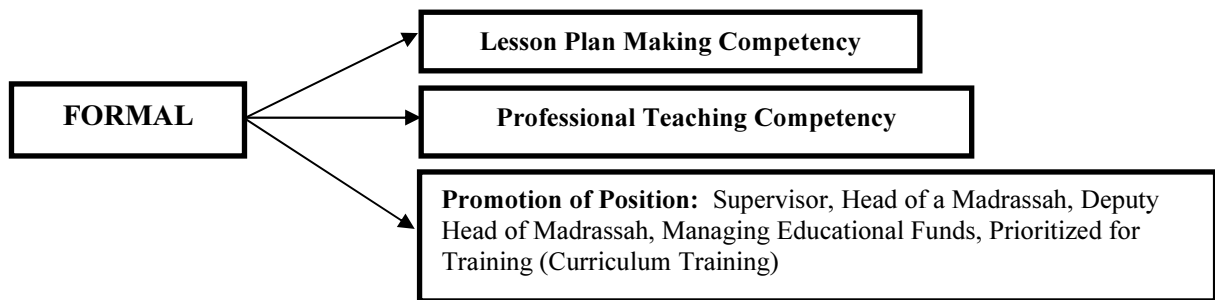 Lesson Plan Making Competency
FORMAL
Professional Teaching Competency
Promotion of Position: Supervisor, Head of a Madrassah, Deputy
Head of Madrassah, Managing Educational Funds, Prioritized for
Training (Curriculum Training)